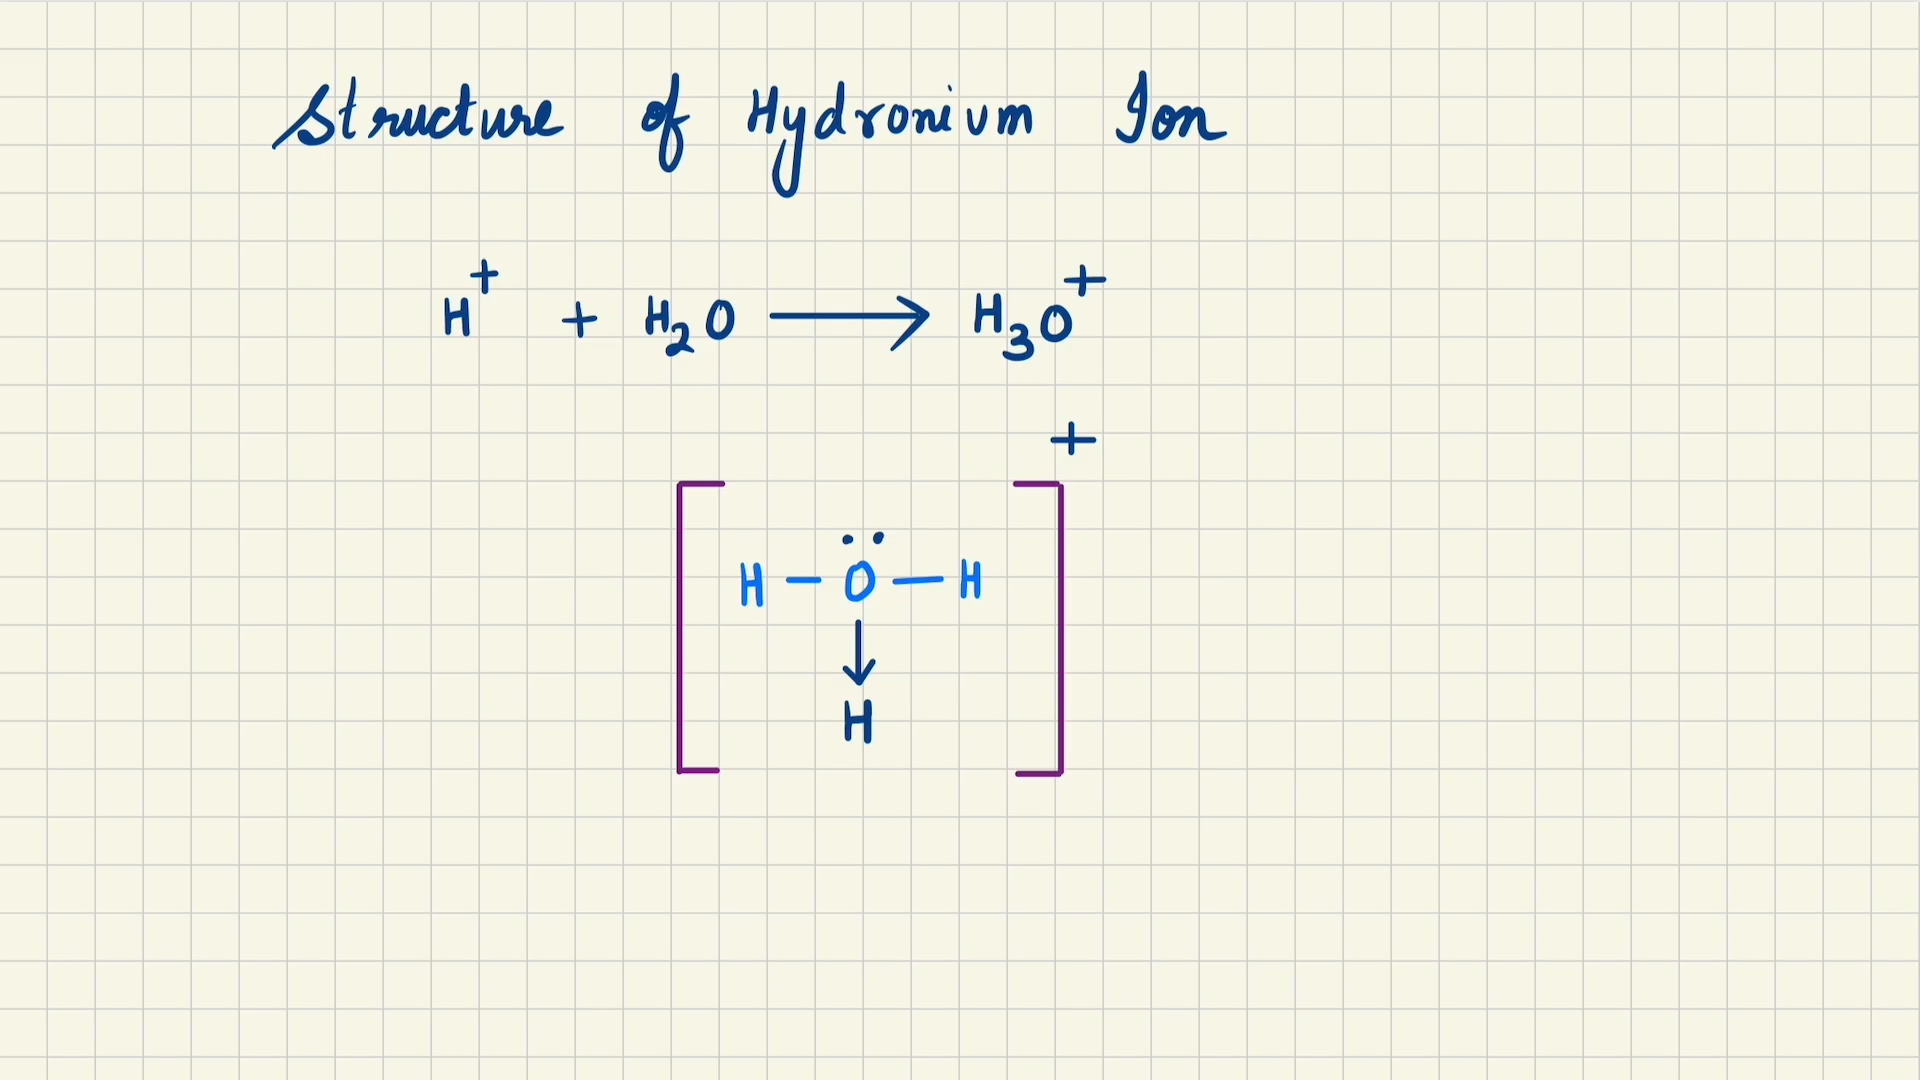 Structure of Hydronium Ion
H⁺ + H₂O ⟶ H₃O⁺
+
H – O – H
↓
H